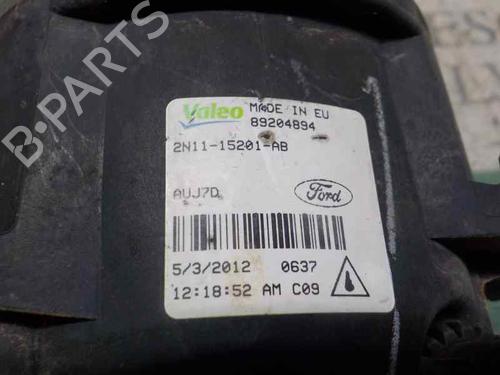 Valeo MADE IN EU
89204894
2N11-15201-AB
AUJ7D
Ford
5/3/2012 0637
12:18:52 AM C09